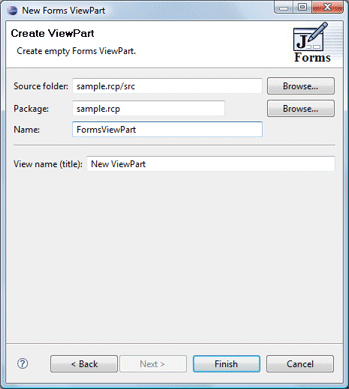 New Forms ViewPart
Create ViewPart
Create empty Forms ViewPart.
J
Forms
Source folder: sample.rcp/src Browse...
Package: sample.rcp Browse...
Name: FormsViewPart
View name (title): New ViewPart
? < Back Next > Finish Cancel